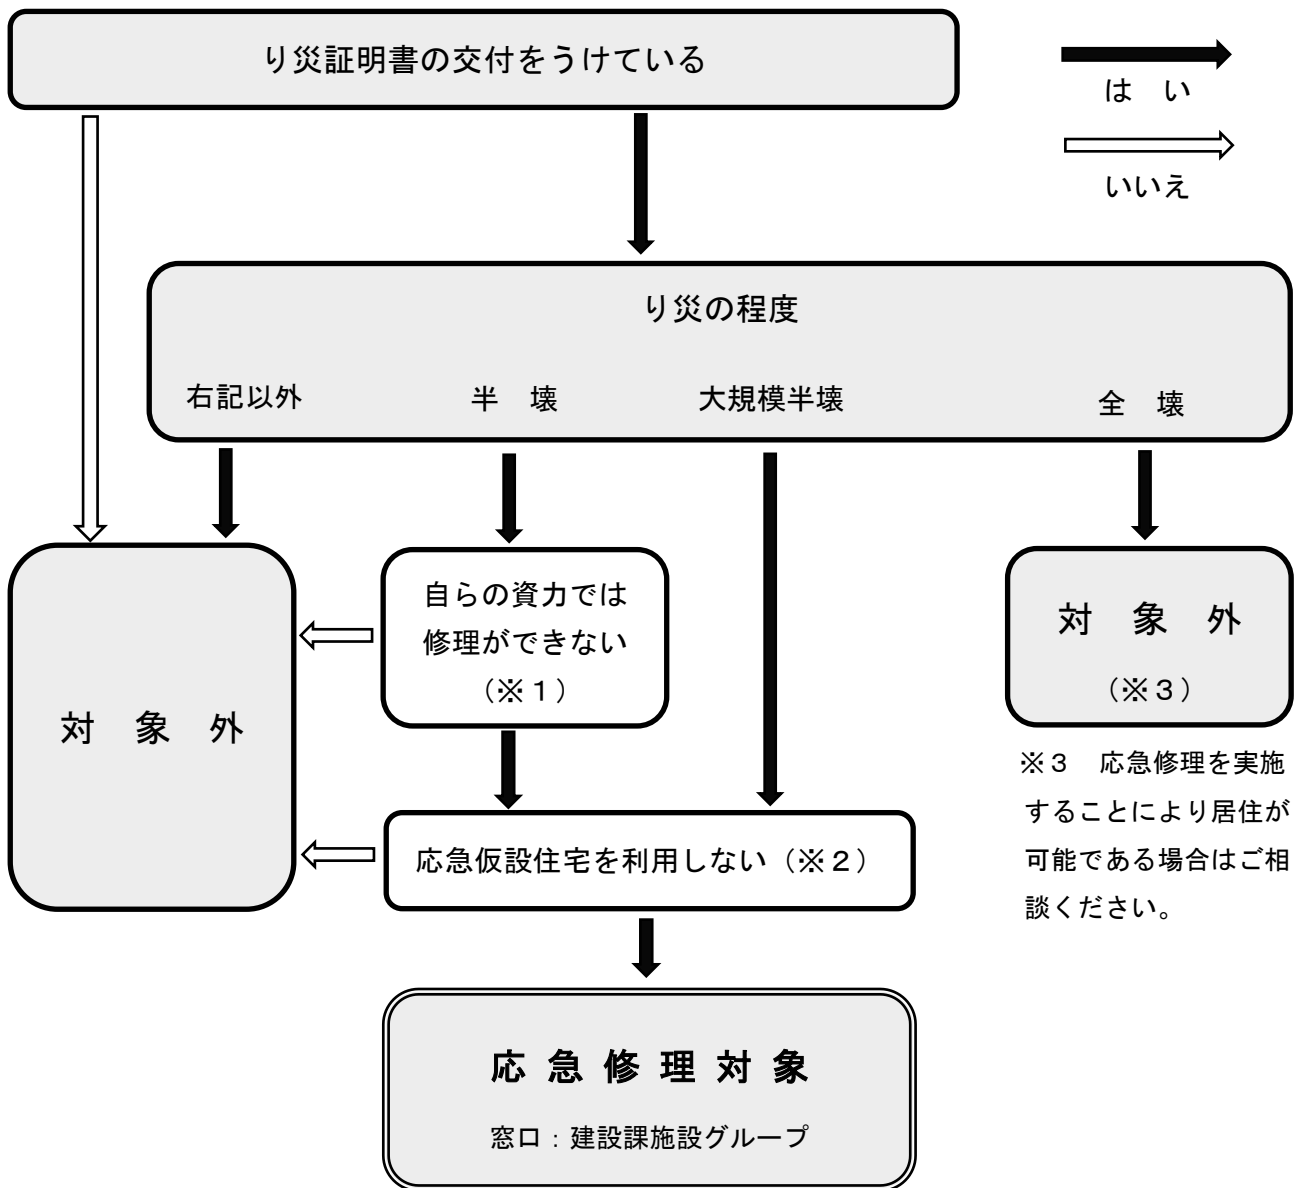 り災証明書の交付をうけている
は　い
いいえ
り災の程度
右記以外
半　壊
大規模半壊
全　壊
自らの資力では
修理ができない
（※１）
対　象　外
（※３）
対　象　外
※３　応急修理を実施
することにより居住が
可能である場合はご相
談ください。
応急仮設住宅を利用しない（※２）
応 急 修 理 対 象
窓口：建設課施設グループ